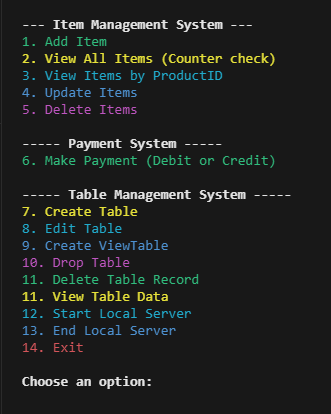 --- Item Management System ---
1. Add Item
2. View All Items (Counter check)
3. View Items by ProductID
4. Update Items
5. Delete Items
----- Payment System -----
6. Make Payment (Debit or Credit)
----- Table Management System -----
7. Create Table
8. Edit Table
9. Create ViewTable
10. Drop Table
11. Delete Table Record
11. View Table Data
12. Start Local Server
13. End Local Server
14. Exit
Choose an option: